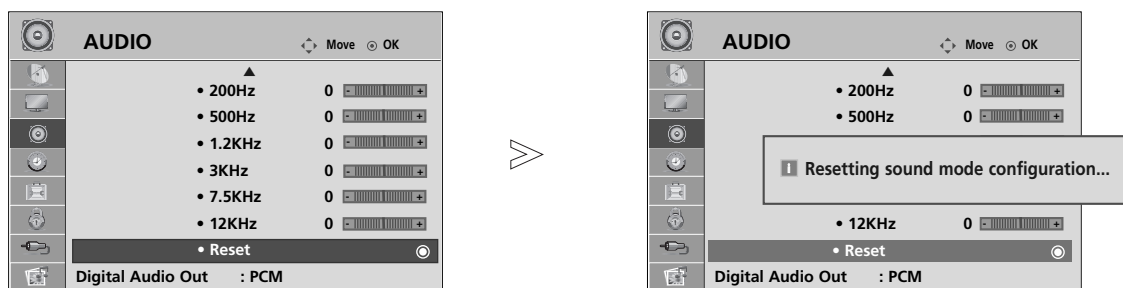 AUDIO
Move OK
• 200Hz 0 - +
• 500Hz 0 - +
• 1.2KHz 0 - +
• 3KHz 0 - +
• 7.5KHz 0 - +
• 12KHz 0 - +
• Reset
Digital Audio Out : PCM
AUDIO
Move OK
• 200Hz 0 - +
• 500Hz 0 - +
i Resetting sound mode configuration...
• 12KHz 0 - +
• Reset
Digital Audio Out : PCM